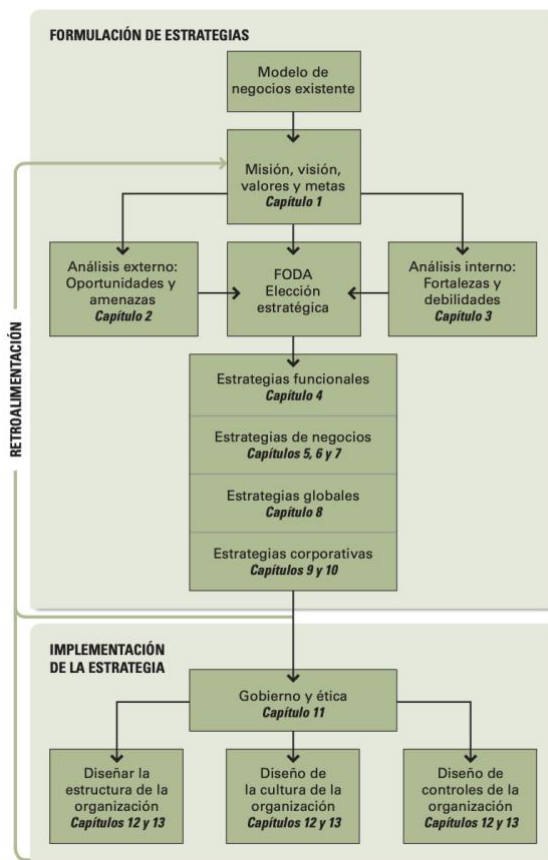 FORMULACIÓN DE ESTRATEGIAS
Modelo de
negocios existente
Misión, visión,
valores y metas
Capítulo 1
Análisis externo:
Oportunidades y
amenazas
Capítulo 2
FODA
Elección
estratégica
Análisis interno:
Fortalezas y
debilidades
Capítulo 3
RETROALIMENTACIÓN
Estrategias funcionales
Capítulo 4
Estrategias de negocios
Capítulos 5, 6 y 7
Estrategias globales
Capítulo 8
Estrategias corporativas
Capítulos 9 y 10
IMPLEMENTACIÓN
DE LA ESTRATEGIA
Gobierno y ética
Capítulo 11
Diseñar la
estructura de la
organización
Capítulos 12 y 13
Diseño de
la cultura de la
organización
Capítulos 12 y 13
Diseño de
controles de la
organización
Capítulos 12 y 13